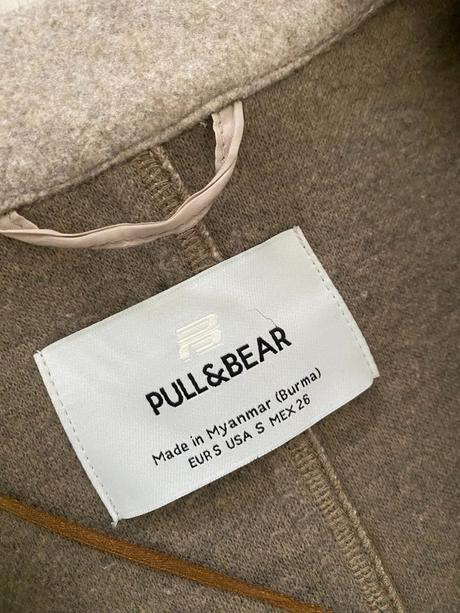 PULL&BEAR
Made in Myanmar (Burma)
EUR S USA S MEX 26